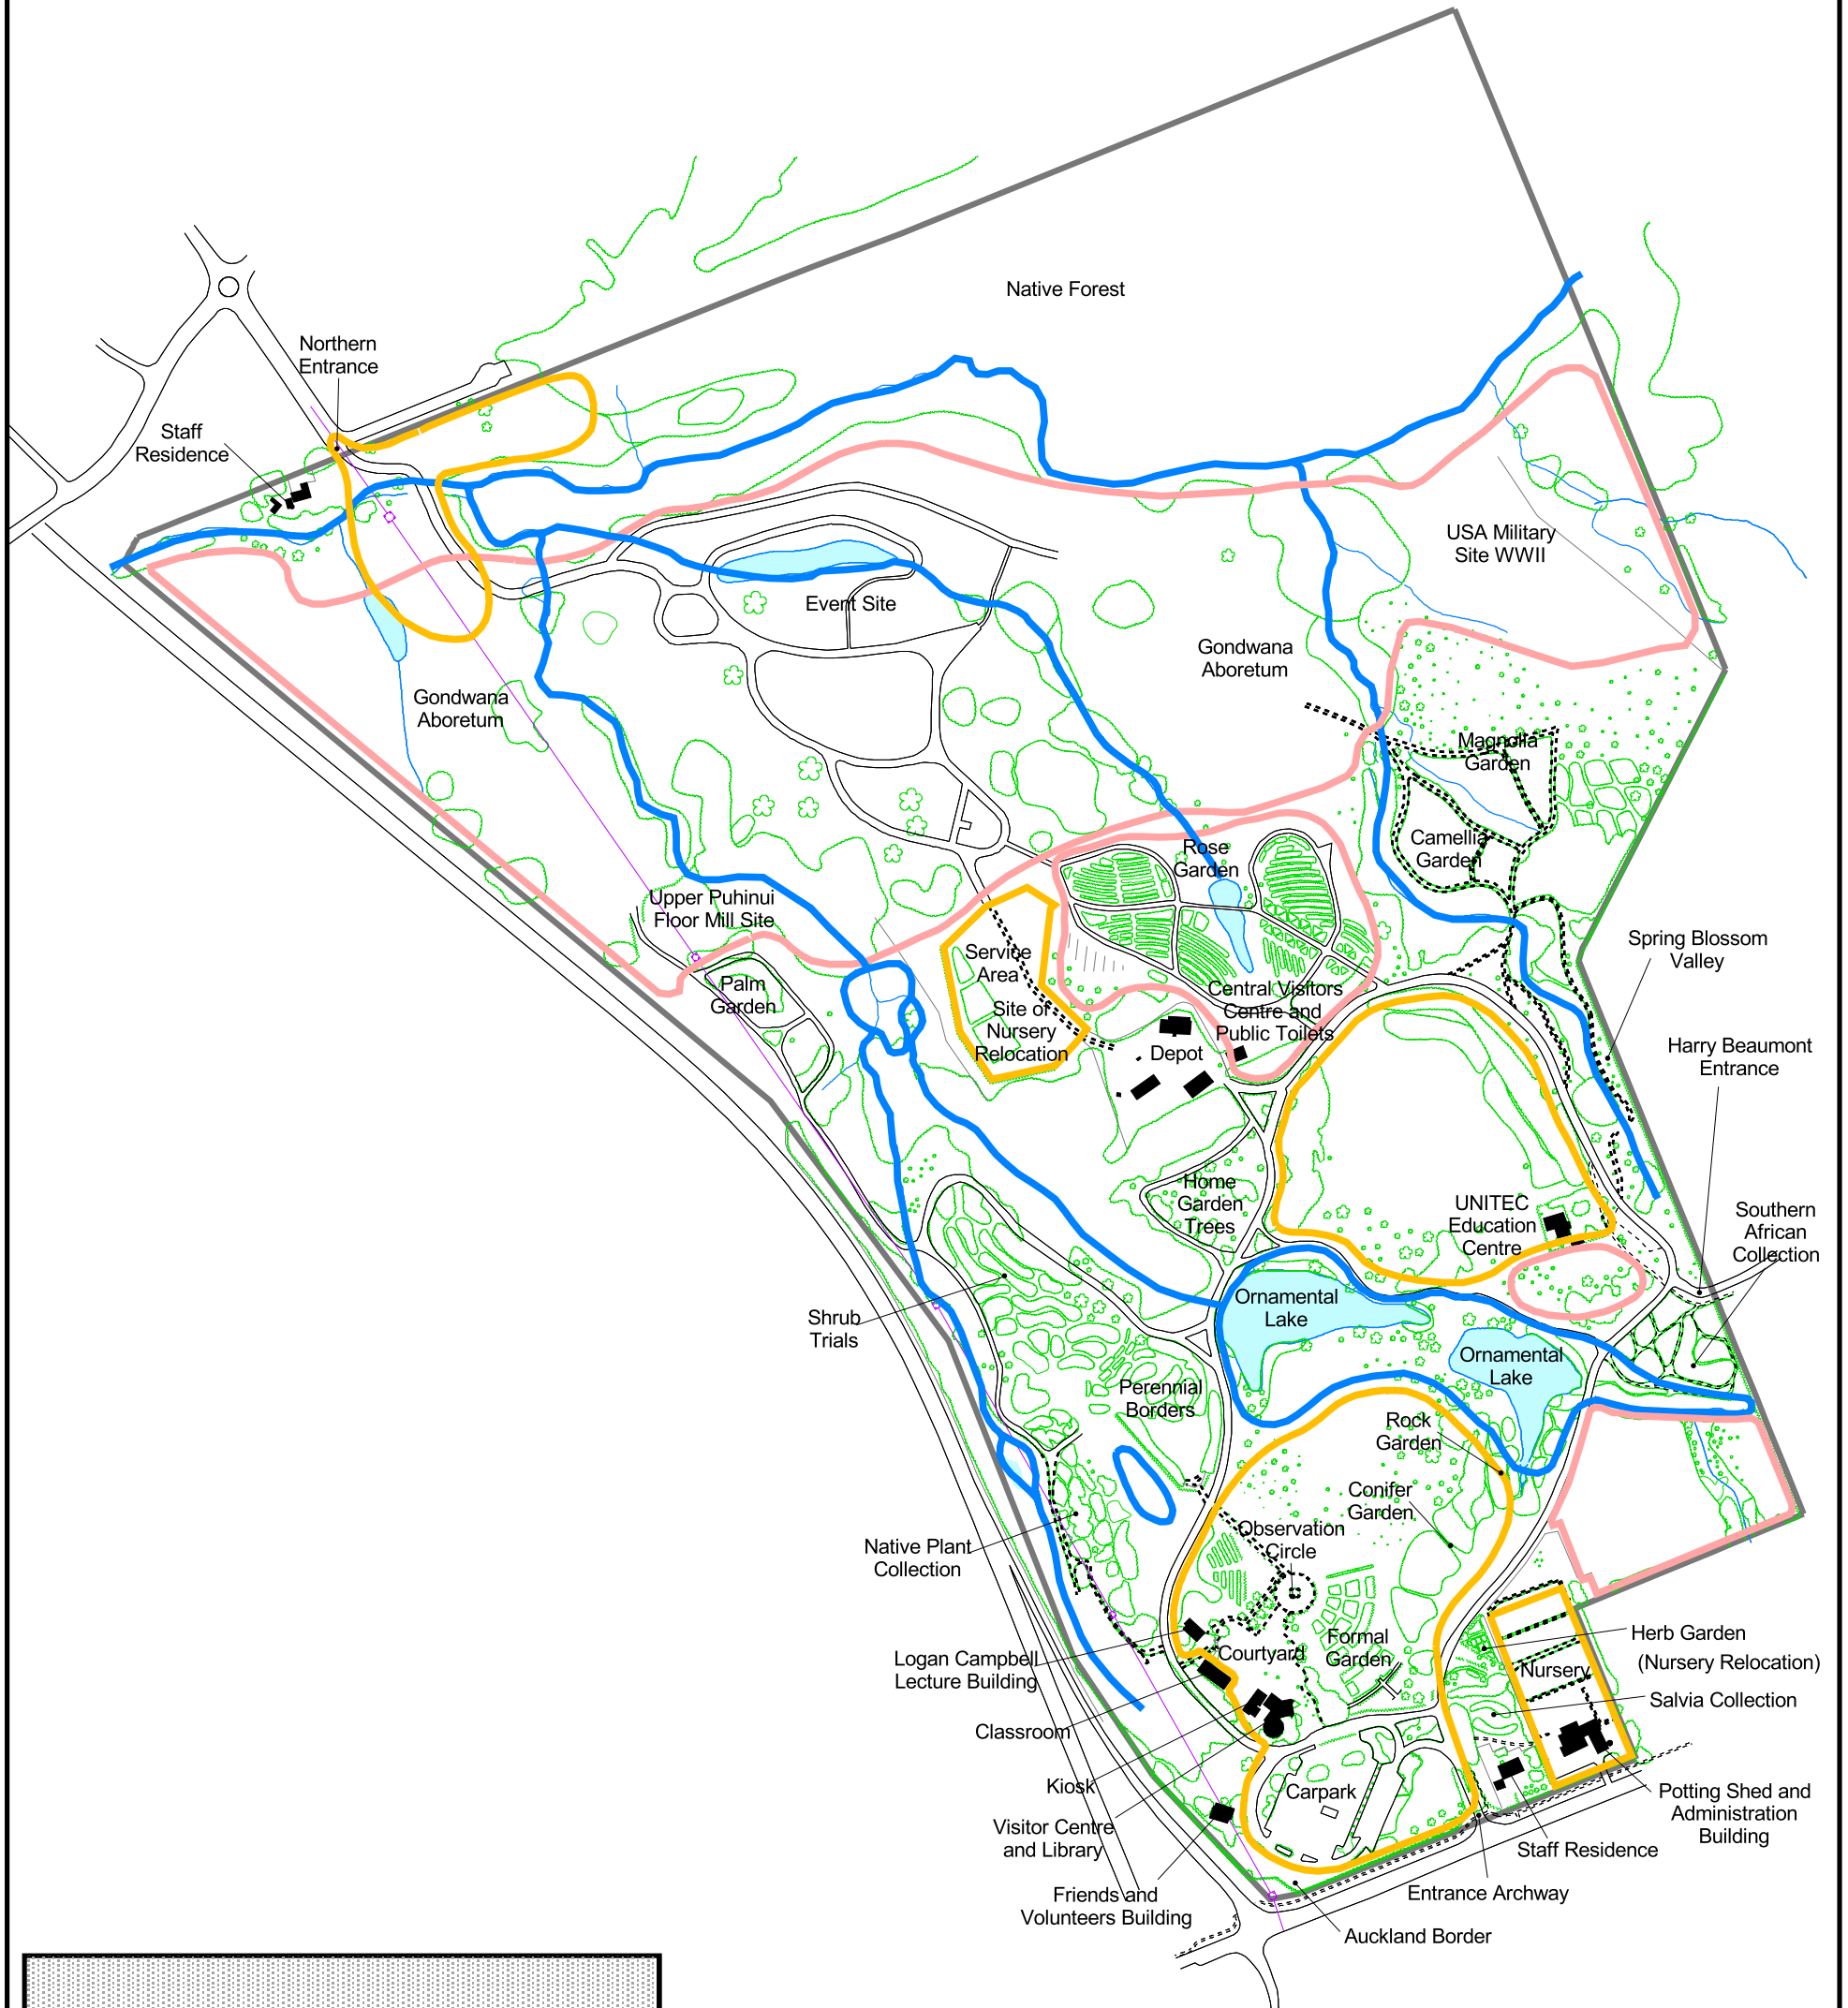 Native Forest
Northern
Entrance
Staff
Residence
USA Military
Site WWII
Event Site
Gondwana
Aboretum
Gondwana
Aboretum
Magnolia
Garden
Camellia
Garden
Rose
Garden
Upper Puhinui
Floor Mill Site
Service
Area
Palm
Garden
Site of
Nursery
Relocation
Central Visitors
Centre and
Public Toilets
Depot
Spring Blossom
Valley
Harry Beaumont
Entrance
Home
Garden
Trees
UNITEC
Education
Centre
Southern
African
Collection
Ornamental
Lake
Shrub
Trials
Ornamental
Lake
Perennial
Borders
Rock
Garden
Conifer
Garden
Observation
Circle
Native Plant
Collection
Formal
Garden
Courtyard
Herb Garden
(Nursery Relocation)
Logan Campbell
Lecture Building
Nursery
Salvia Collection
Classroom
Kiosk
Carpark
Potting Shed and
Administration
Building
Visitor Centre
and Library
Staff Residence
Friends and
Volunteers Building
Entrance Archway
Auckland Border